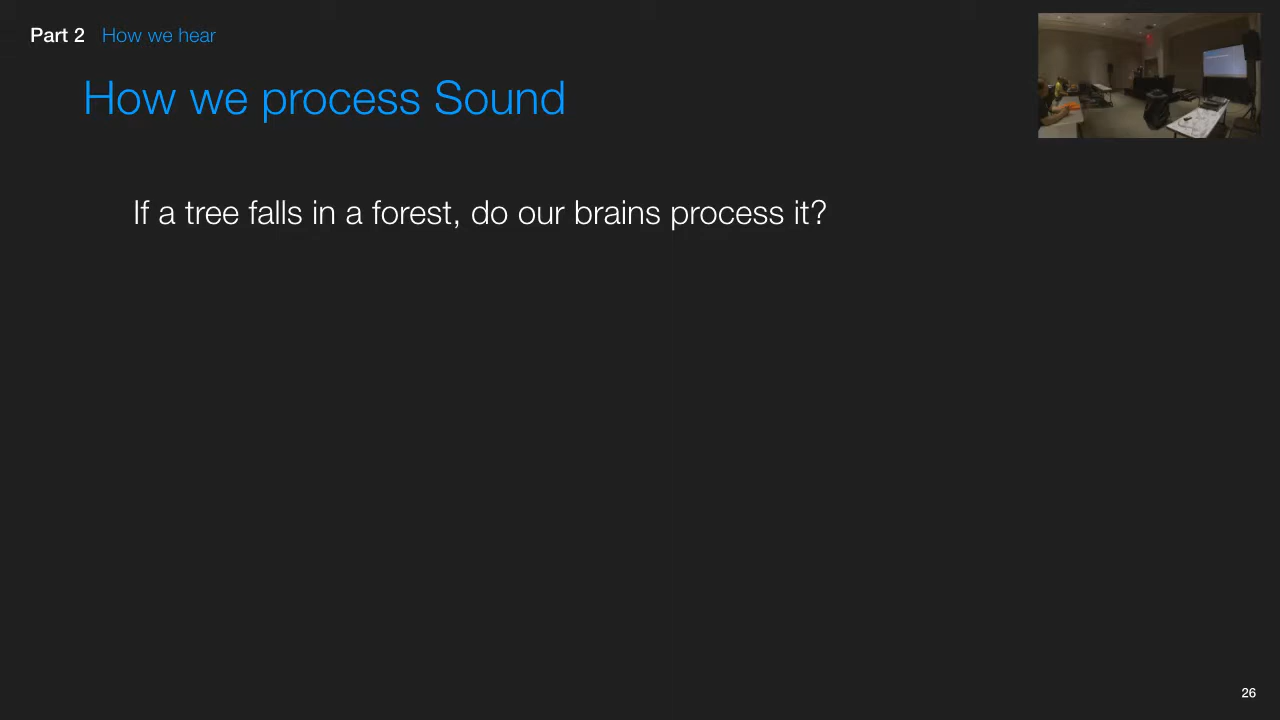 Part 2 How we hear
How we process Sound
If a tree falls in a forest, do our brains process it?
26